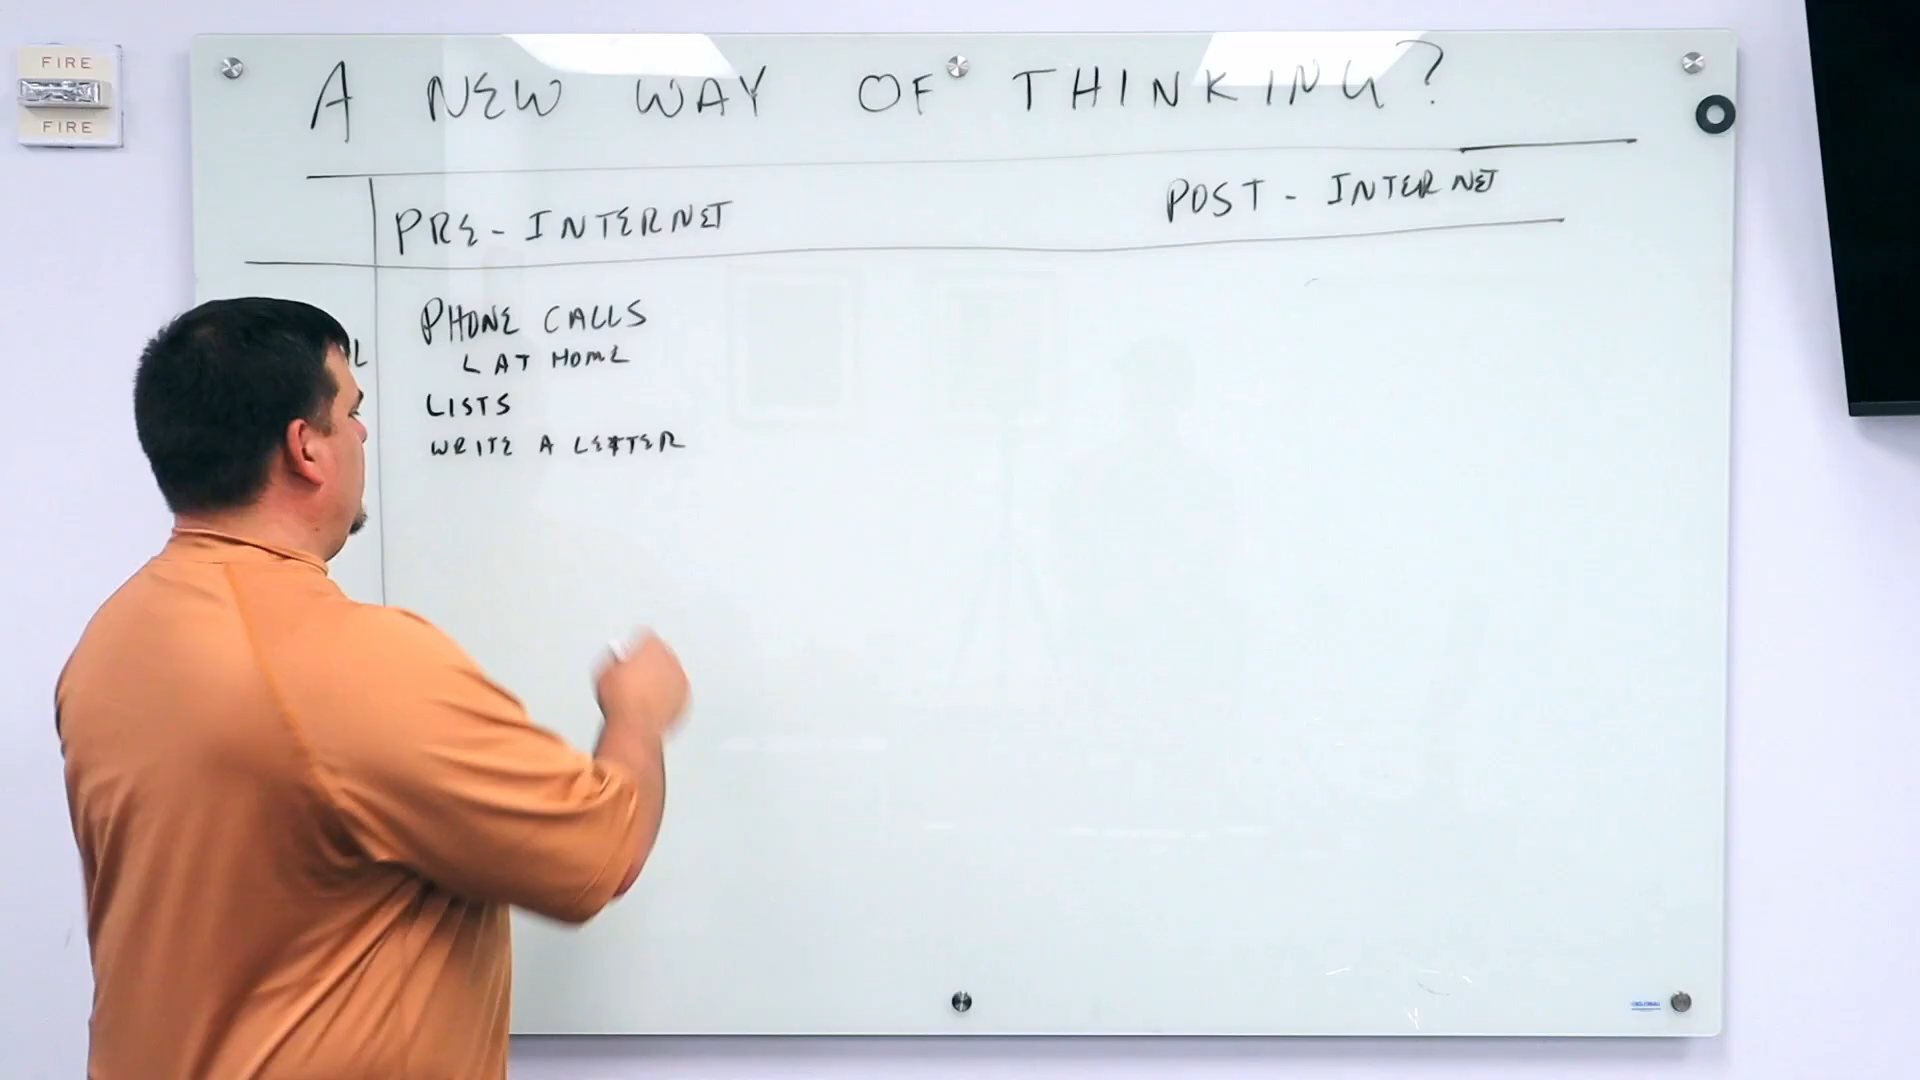 FIRE
FIRE
A NEW WAY OF THINKING?
PRE - INTERNET
POST - INTERNET
PHONE CALLS
L AT HOME
LISTS
WRITE A LETTER